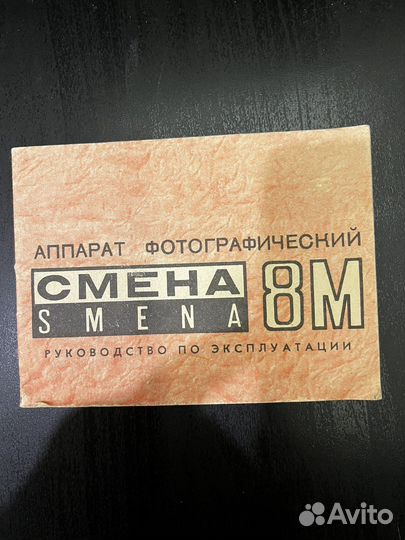 АППАРАТ ФОТОГРАФИЧЕСКИЙ
СМЕНА
SMENA
8М
РУКОВОДСТВО ПО ЭКСПЛУАТАЦИИ
Avito